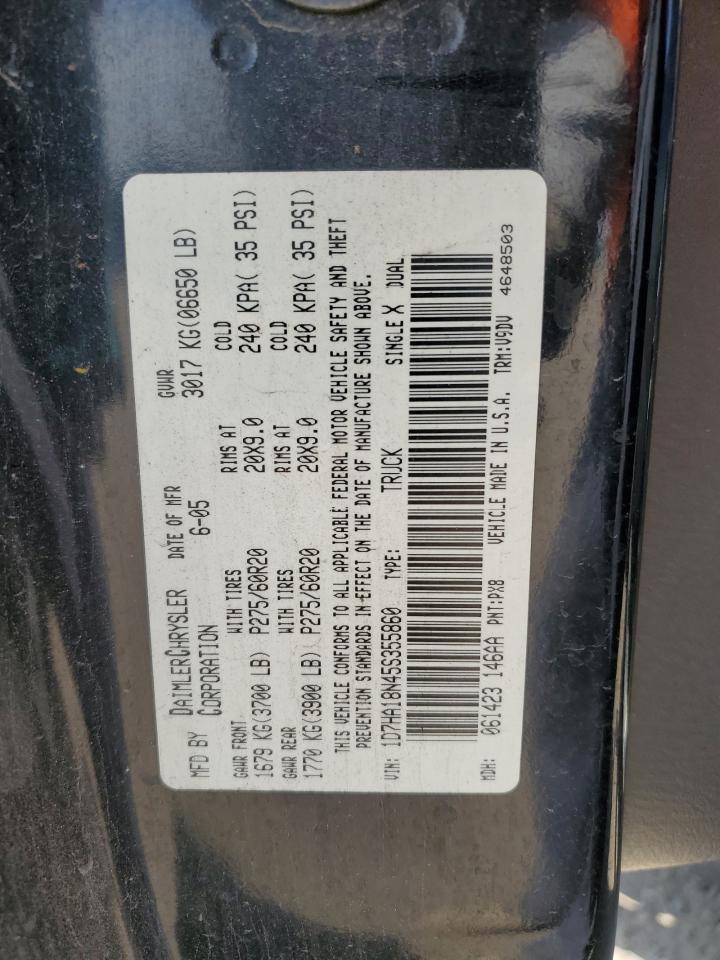 MFD BY DAIMLERCHRYSLER CORPORATION DATE OF MFR 6-05 GVWR 3017 KG(06650 LB)
GAWR FRONT WITH TIRES RIMS AT COLD
1679 KG(3700 LB) P275/60R20 20X9.0 240 KPA( 35 PSI)
GAWR REAR WITH TIRES RIMS AT COLD
1770 KG(3900 LB) P275/60R20 20X9.0 240 KPA( 35 PSI)
THIS VEHICLE CONFORMS TO ALL APPLICABLE FEDERAL MOTOR VEHICLE SAFETY AND THEFT
PREVENTION STANDARDS IN EFFECT ON THE DATE OF MANUFACTURE SHOWN ABOVE.
VIN: 1D7HA18N45S355860 TYPE: TRUCK SINGLE X DUAL
MDH: 061423 146AA PNT:PX8 VEHICLE MADE IN U.S.A. TRM:V9DV 4648503